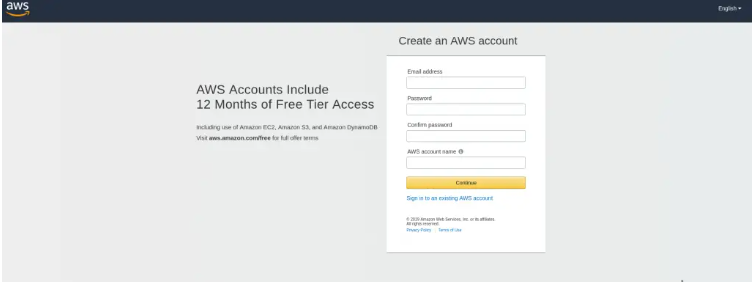 aws
English
Create an AWS account
AWS Accounts Include
12 Months of Free Tier Access
Including use of Amazon EC2, Amazon S3, and Amazon DynamoDB
Visit aws.amazon.com/free for full offer terms
Email address
Password
Confirm password
AWS account name
Continue
Sign in to an existing AWS account
© 2020 Amazon Web Services, Inc. or its affiliates.
All rights reserved.
Privacy Policy Terms of Use